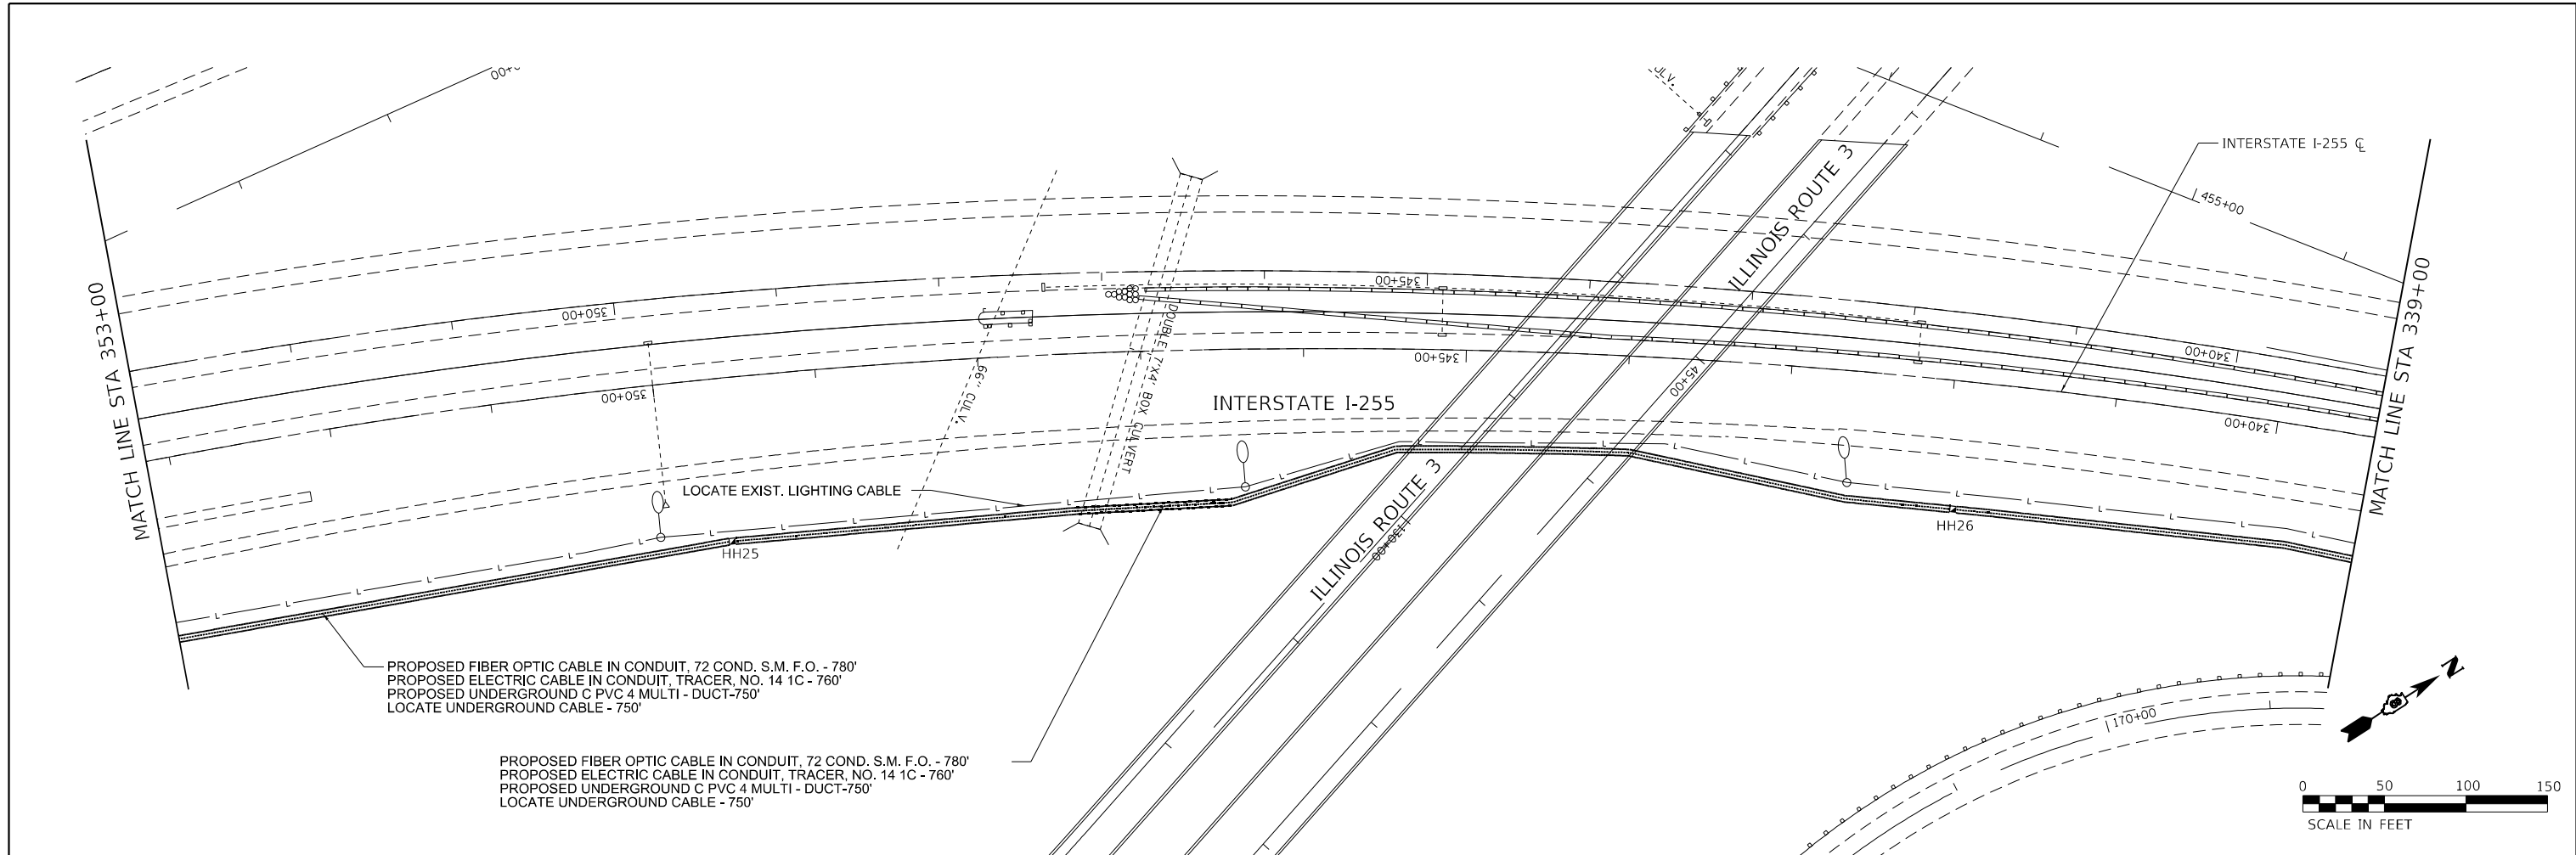 00+
ULV.
INTERSTATE I-255 ℄
455+00
ILLINOIS ROUTE 3
MATCH LINE STA 353+00
MATCH LINE STA 339+00
350+00
345+00
340+00
350+00
345+00
340+00
45+00
66" CULV.
DOUBLE 7'X4' BOX CULVERT
INTERSTATE I-255
LOCATE EXIST. LIGHTING CABLE
HH25
HH26
ILLINOIS ROUTE 3
130+00
L L L L L L L L L L L L L L L L L L L L L L L L L L L
PROPOSED FIBER OPTIC CABLE IN CONDUIT, 72 COND. S.M. F.O. - 780'
PROPOSED ELECTRIC CABLE IN CONDUIT, TRACER, NO. 14 1C - 760'
PROPOSED UNDERGROUND C PVC 4 MULTI - DUCT-750'
LOCATE UNDERGROUND CABLE - 750'
PROPOSED FIBER OPTIC CABLE IN CONDUIT, 72 COND. S.M. F.O. - 780'
PROPOSED ELECTRIC CABLE IN CONDUIT, TRACER, NO. 14 1C - 760'
PROPOSED UNDERGROUND C PVC 4 MULTI - DUCT-750'
LOCATE UNDERGROUND CABLE - 750'
170+00
N
0 50 100 150
SCALE IN FEET